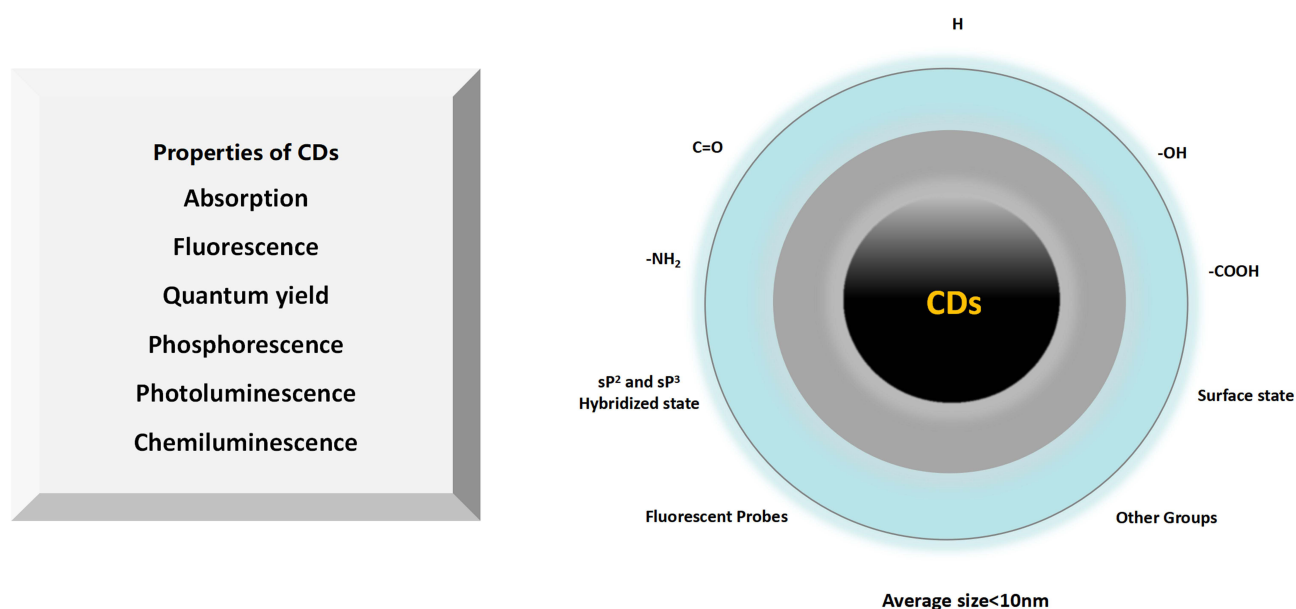 Properties of CDs
Absorption
Fluorescence
Quantum yield
Phosphorescence
Photoluminescence
Chemiluminescence
H
C=O
-OH
-NH₂
-COOH
CDs
sP² and sP³
Hybridized state
Surface state
Fluorescent Probes
Other Groups
Average size<10nm